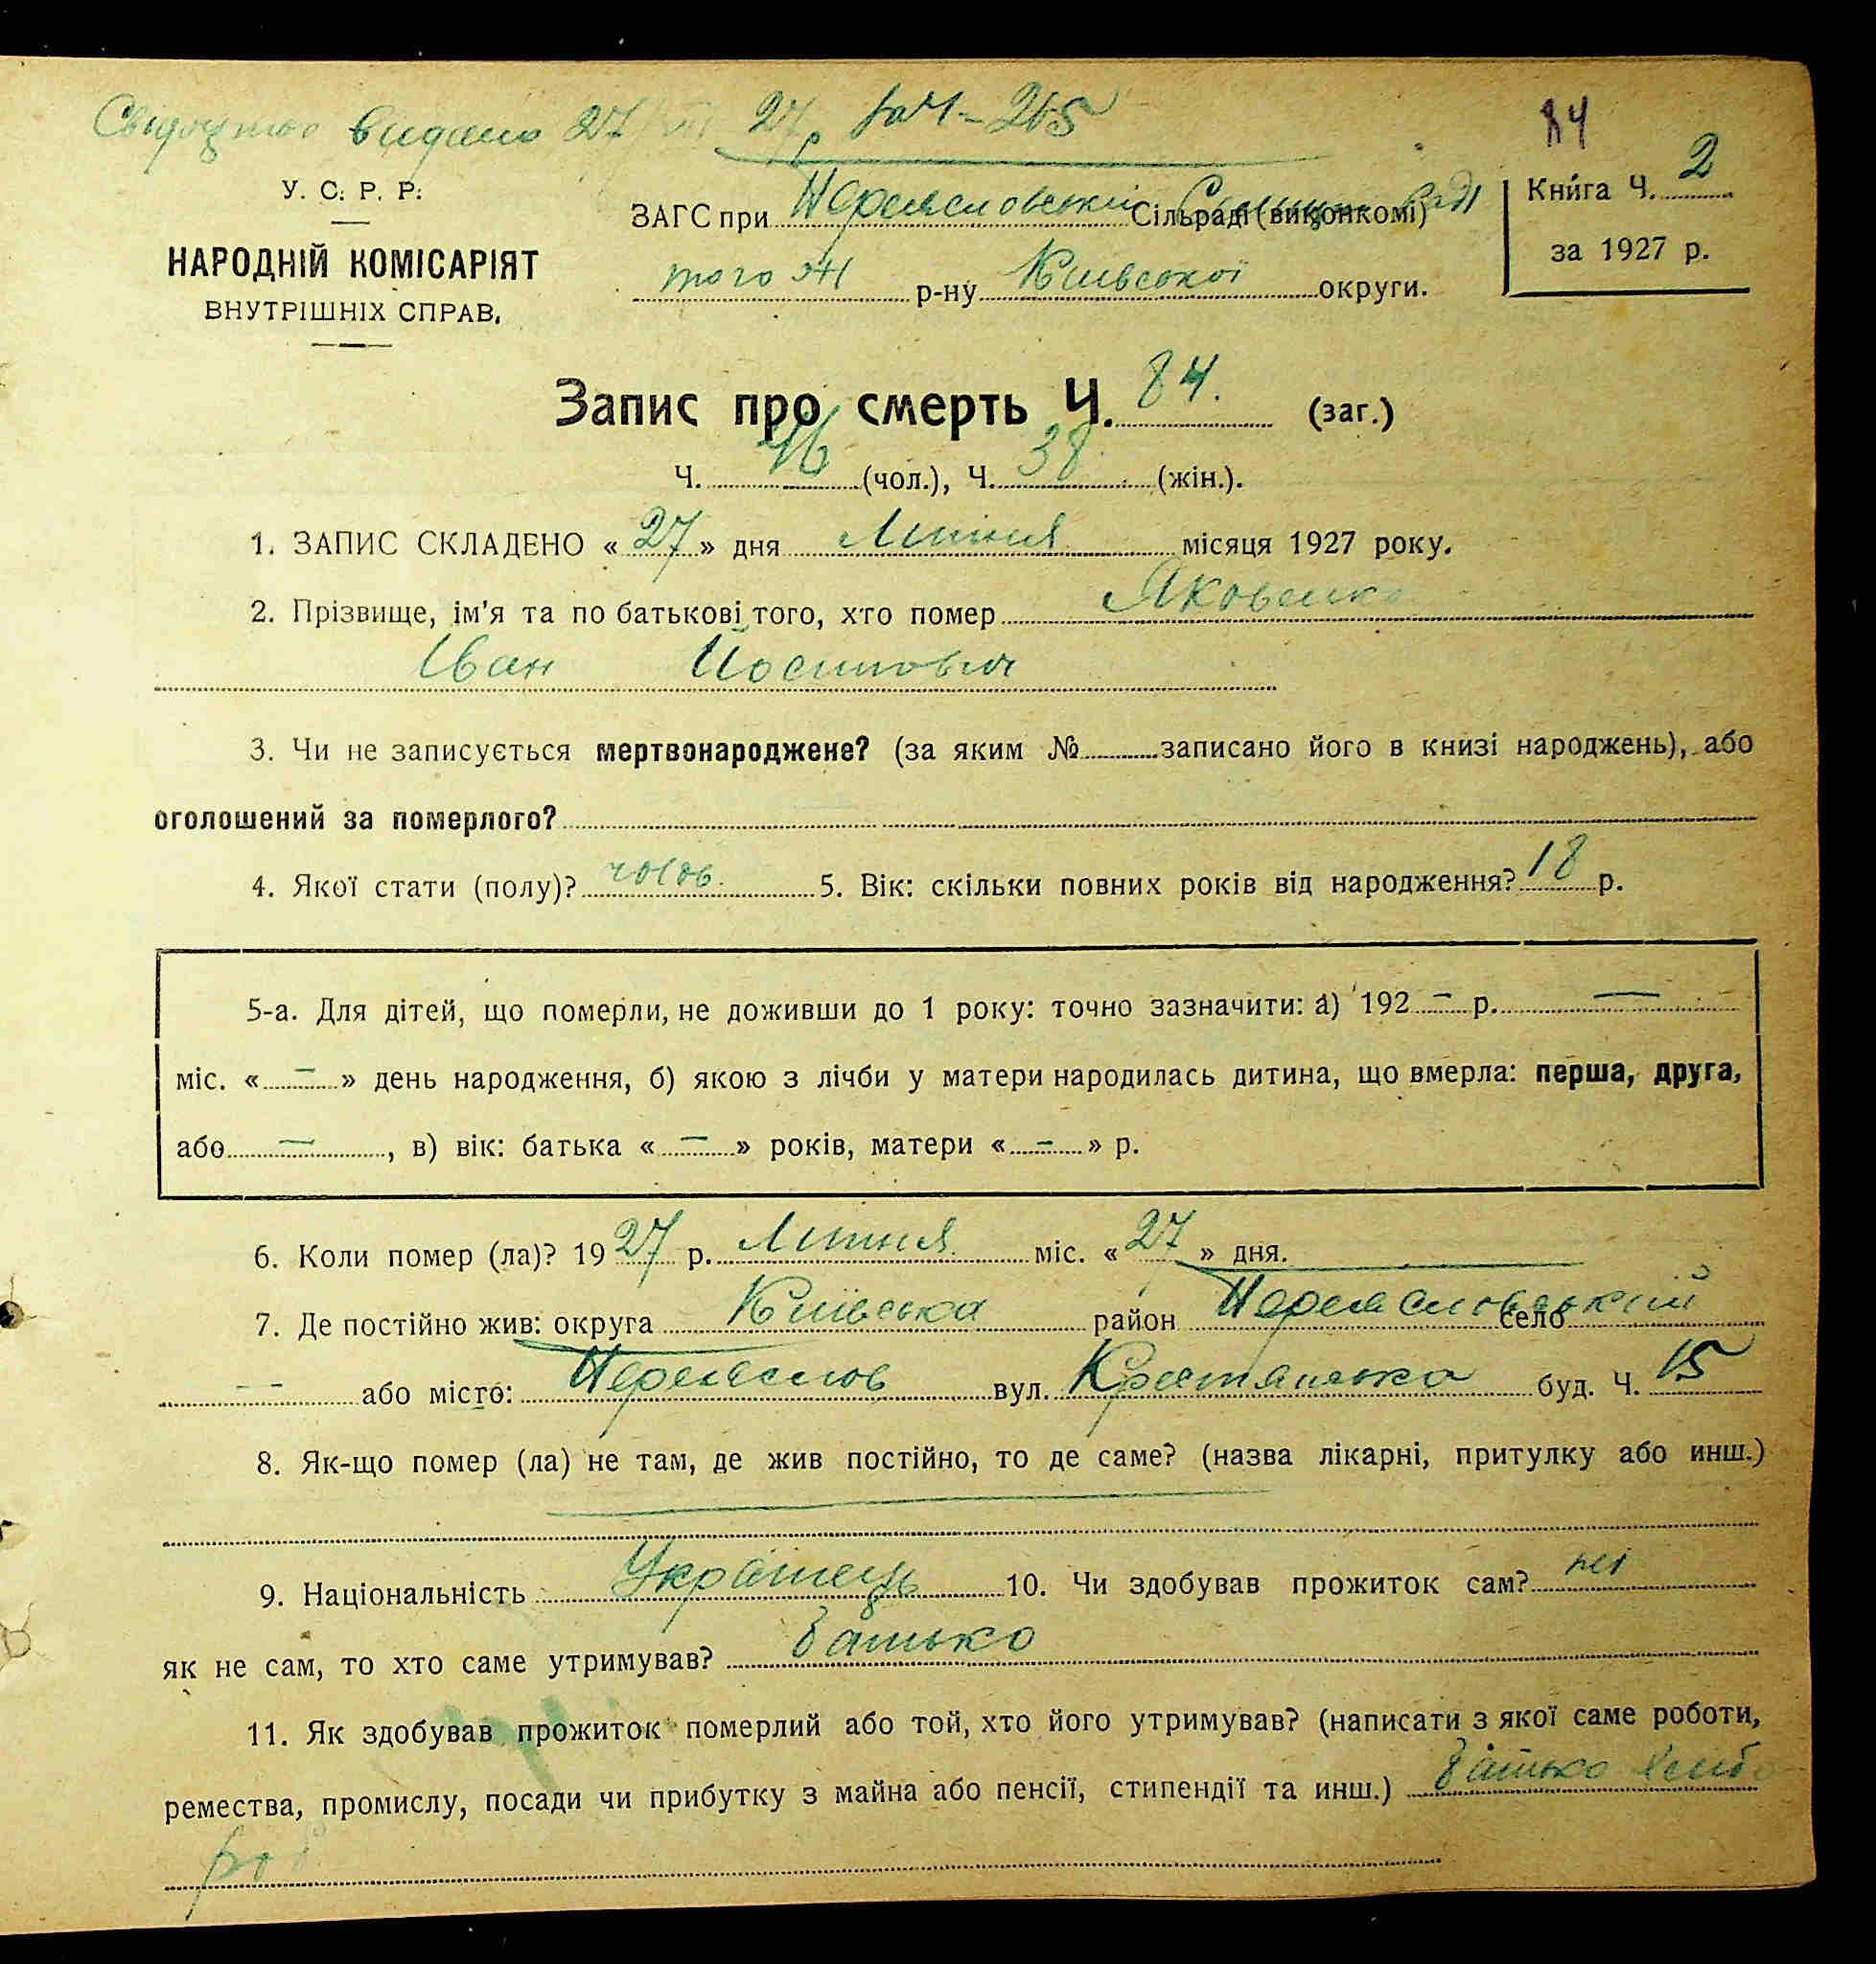 Свідоцтво видано 27/VII 27 р. за Ч - 265
84
У. С. Р. Р.
НАРОДНІЙ КОМІСАРІЯТ
ВНУТРІШНІХ СПРАВ.
ЗАГС при Переяславській Сільраді (виконкомі)
того ж р-ну Київської округи.
Книга Ч. 2
за 1927 р.
Запис про смерть Ч. 84. (заг.)
Ч. 46 (чол.), Ч. 38 (жін.).
1. ЗАПИС СКЛАДЕНО « 27 » дня Липня місяця 1927 року.
2. Прізвище, ім'я та по батькові того, хто помер Яковенко
Іван Йосипович
3. Чи не записується мертвонароджене? (за яким № записано його в книзі народжень), або
оголошений за померлого?
4. Якої стати (полу)? чолов. 5. Вік: скільки повних років від народження? 18 р.
5-а. Для дітей, що померли, не доживши до 1 року: точно зазначити: а) 192 – р. —
міс. « – » день народження, б) якою з лічби у матери народилась дитина, що вмерла: перша, друга,
або —, в) вік: батька « – » років, матери « – » р.
6. Коли помер (ла)? 1927 р. Липня міс. « 27 » дня.
7. Де постійно жив: округа Київська район Переяславський село
— або місто: Переяслов вул. Крестянська буд. Ч. 15
8. Як-що помер (ла) не там, де жив постійно, то де саме? (назва лікарні, притулку або инш.)
9. Національність Українець 10. Чи здобував прожиток сам? ні
як не сам, то хто саме утримував? батько
11. Як здобував прожиток померлий або той, хто його утримував? (написати з якої саме роботи,
ремества, промислу, посади чи прибутку з майна або пенсії, стипендії та инш.) батько хлібо
роб